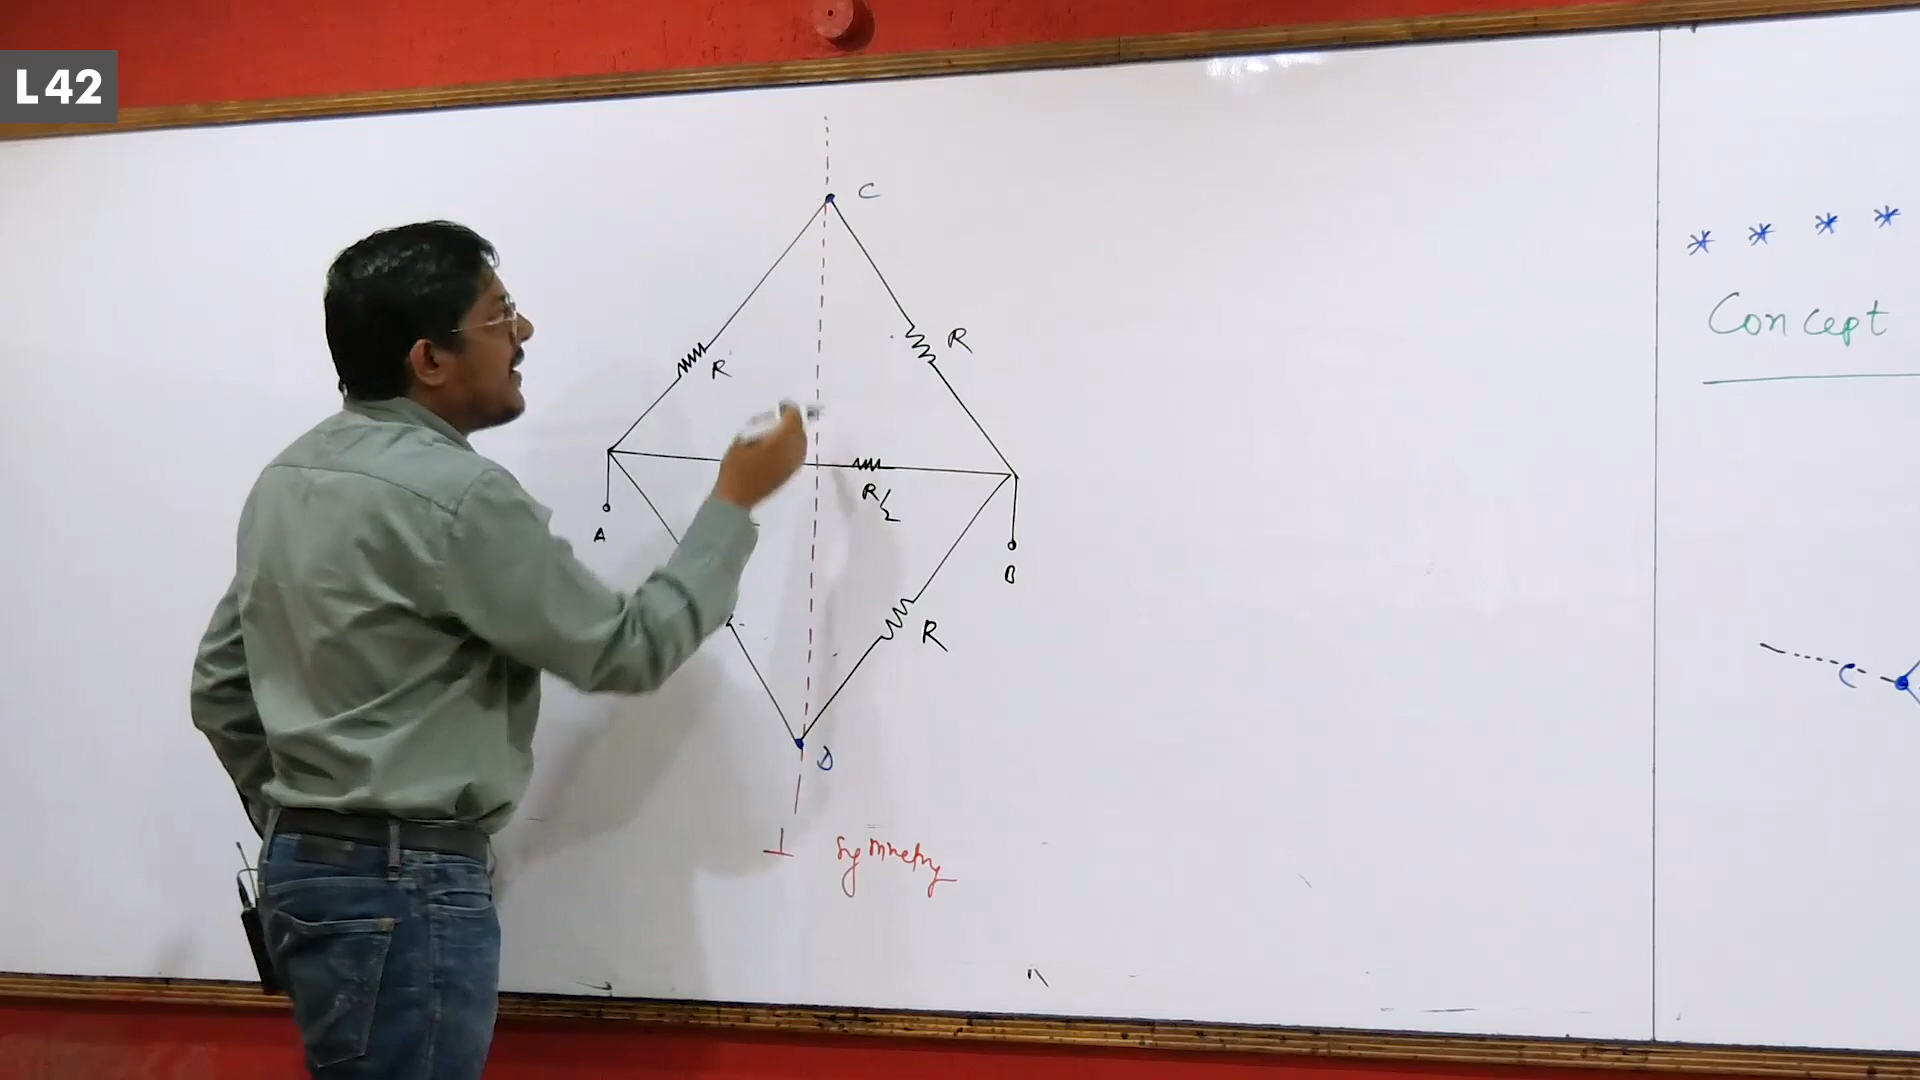 L42
C
* * * *
Concept
R
R
R/2
A
B
R
C
D
⊥ Symmetry